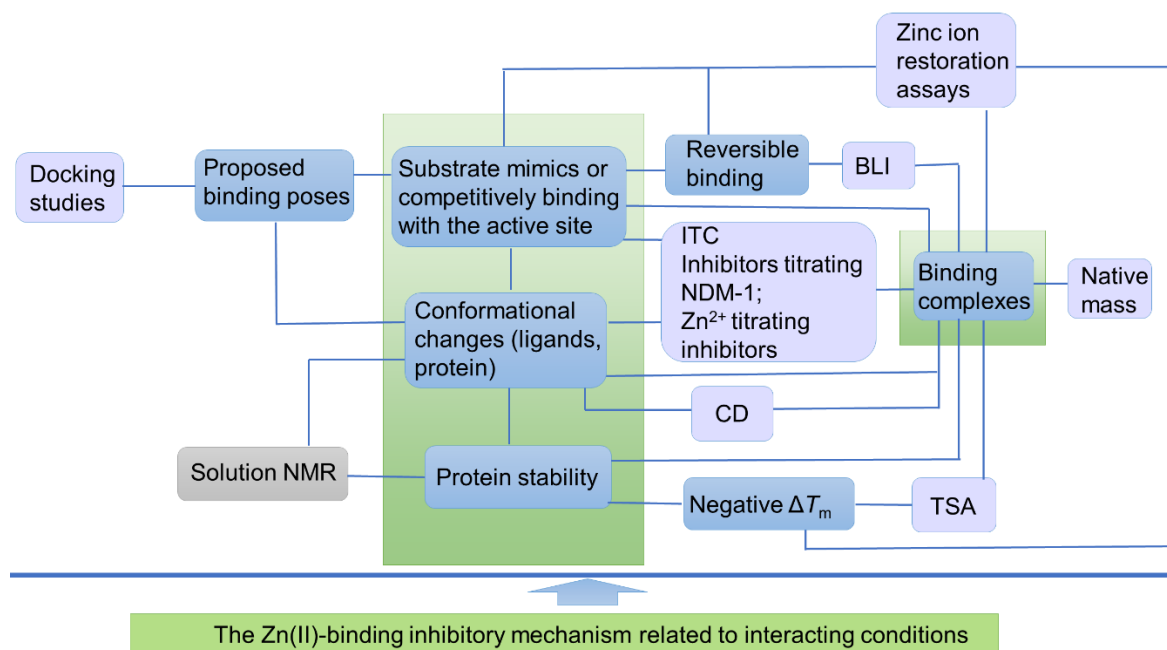 Zinc ion
restoration
assays
Docking
studies
Proposed
binding poses
Substrate mimics or
competitively binding
with the active site
Reversible
binding
BLI
ITC
Inhibitors titrating
NDM-1;
Zn²⁺ titrating
inhibitors
Binding
complexes
Native
mass
Conformational
changes (ligands,
protein)
CD
Solution NMR
Protein stability
Negative ΔTm
TSA
The Zn(II)-binding inhibitory mechanism related to interacting conditions